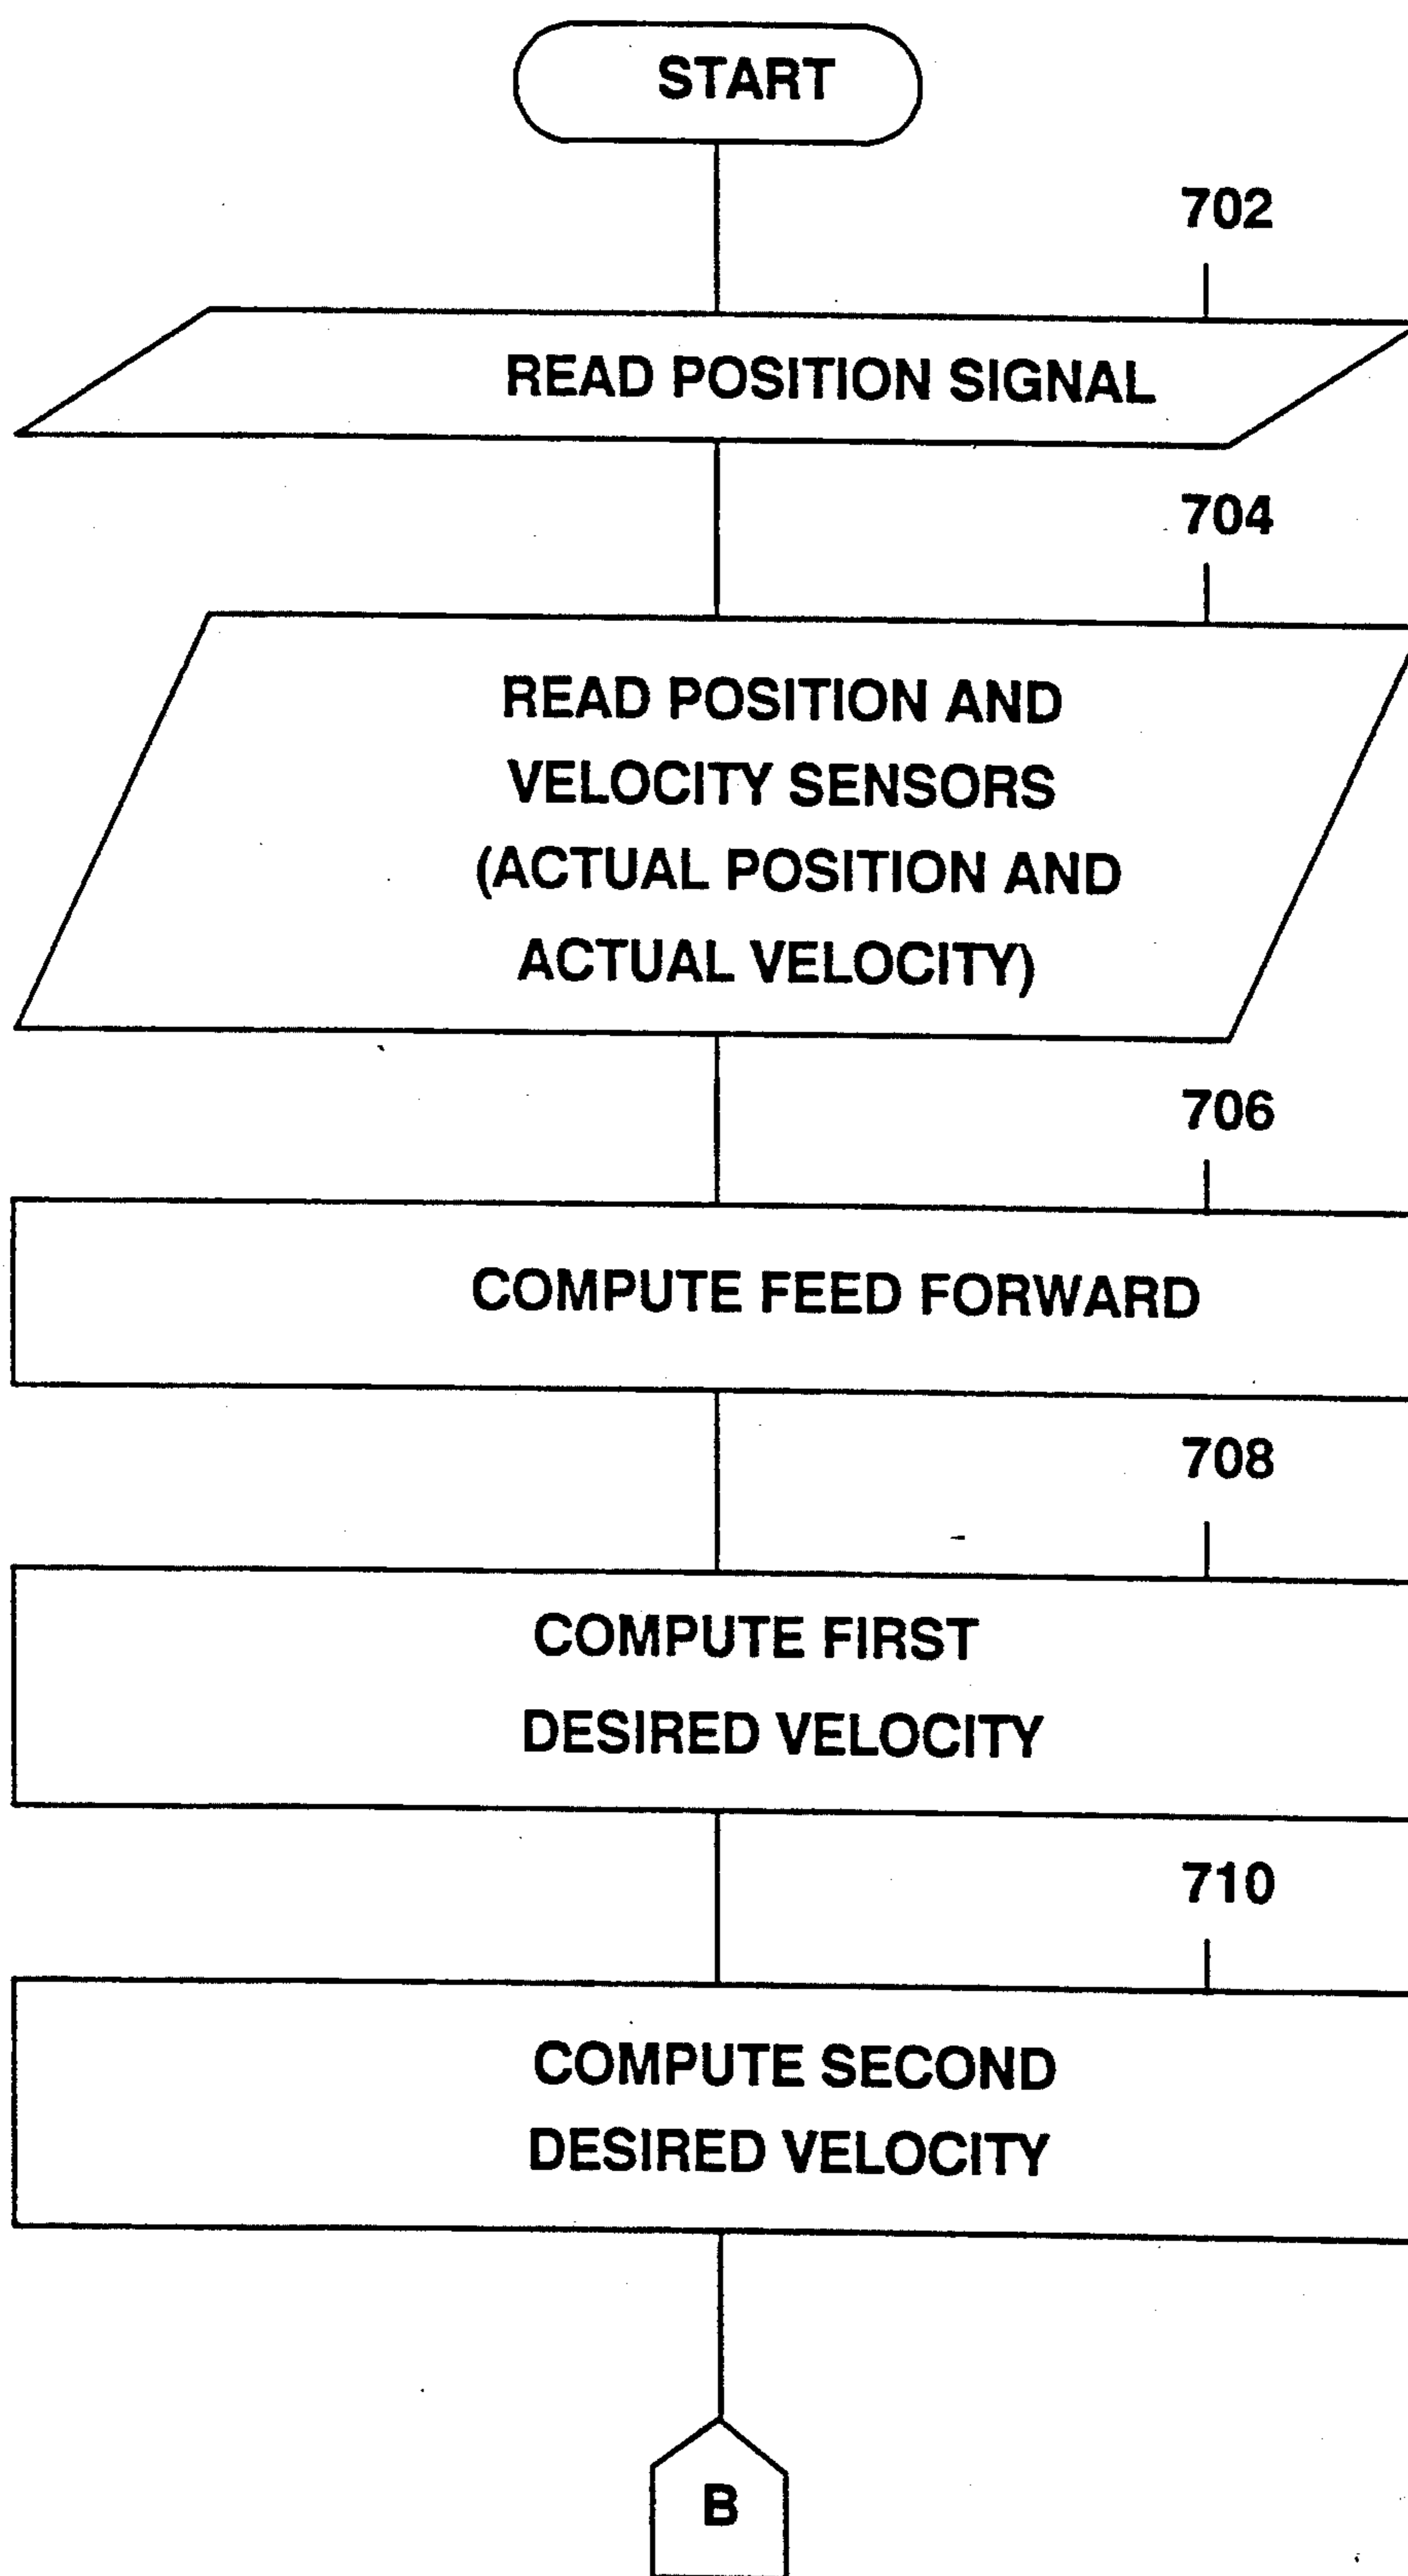 START
702
READ POSITION SIGNAL
704
READ POSITION AND
VELOCITY SENSORS
(ACTUAL POSITION AND
ACTUAL VELOCITY)
706
COMPUTE FEED FORWARD
708
COMPUTE FIRST
DESIRED VELOCITY
710
COMPUTE SECOND
DESIRED VELOCITY
B